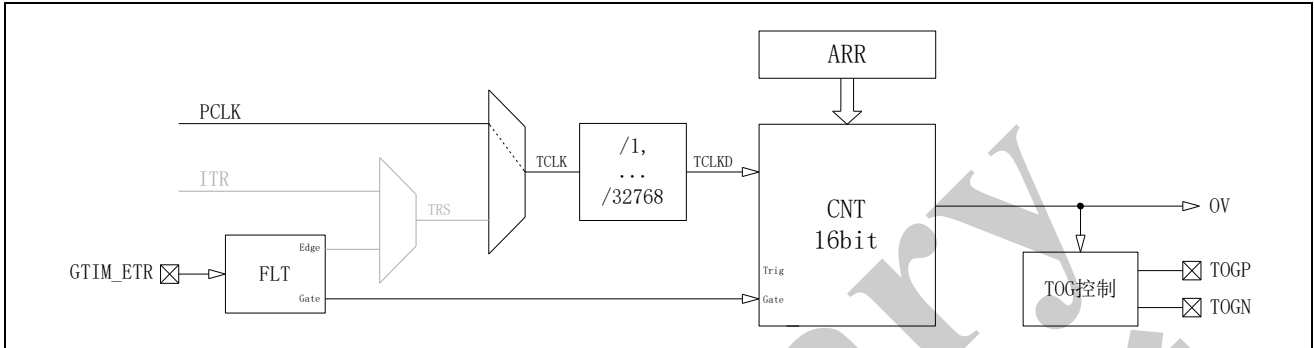 ARR
PCLK
/1,
...
/32768
TCLK
TCLKD
ITR
TRS
CNT
16bit
OV
Edge
GTIM_ETR
FLT
Gate
Trig
Gate
TOG控制
TOGP
TOGN